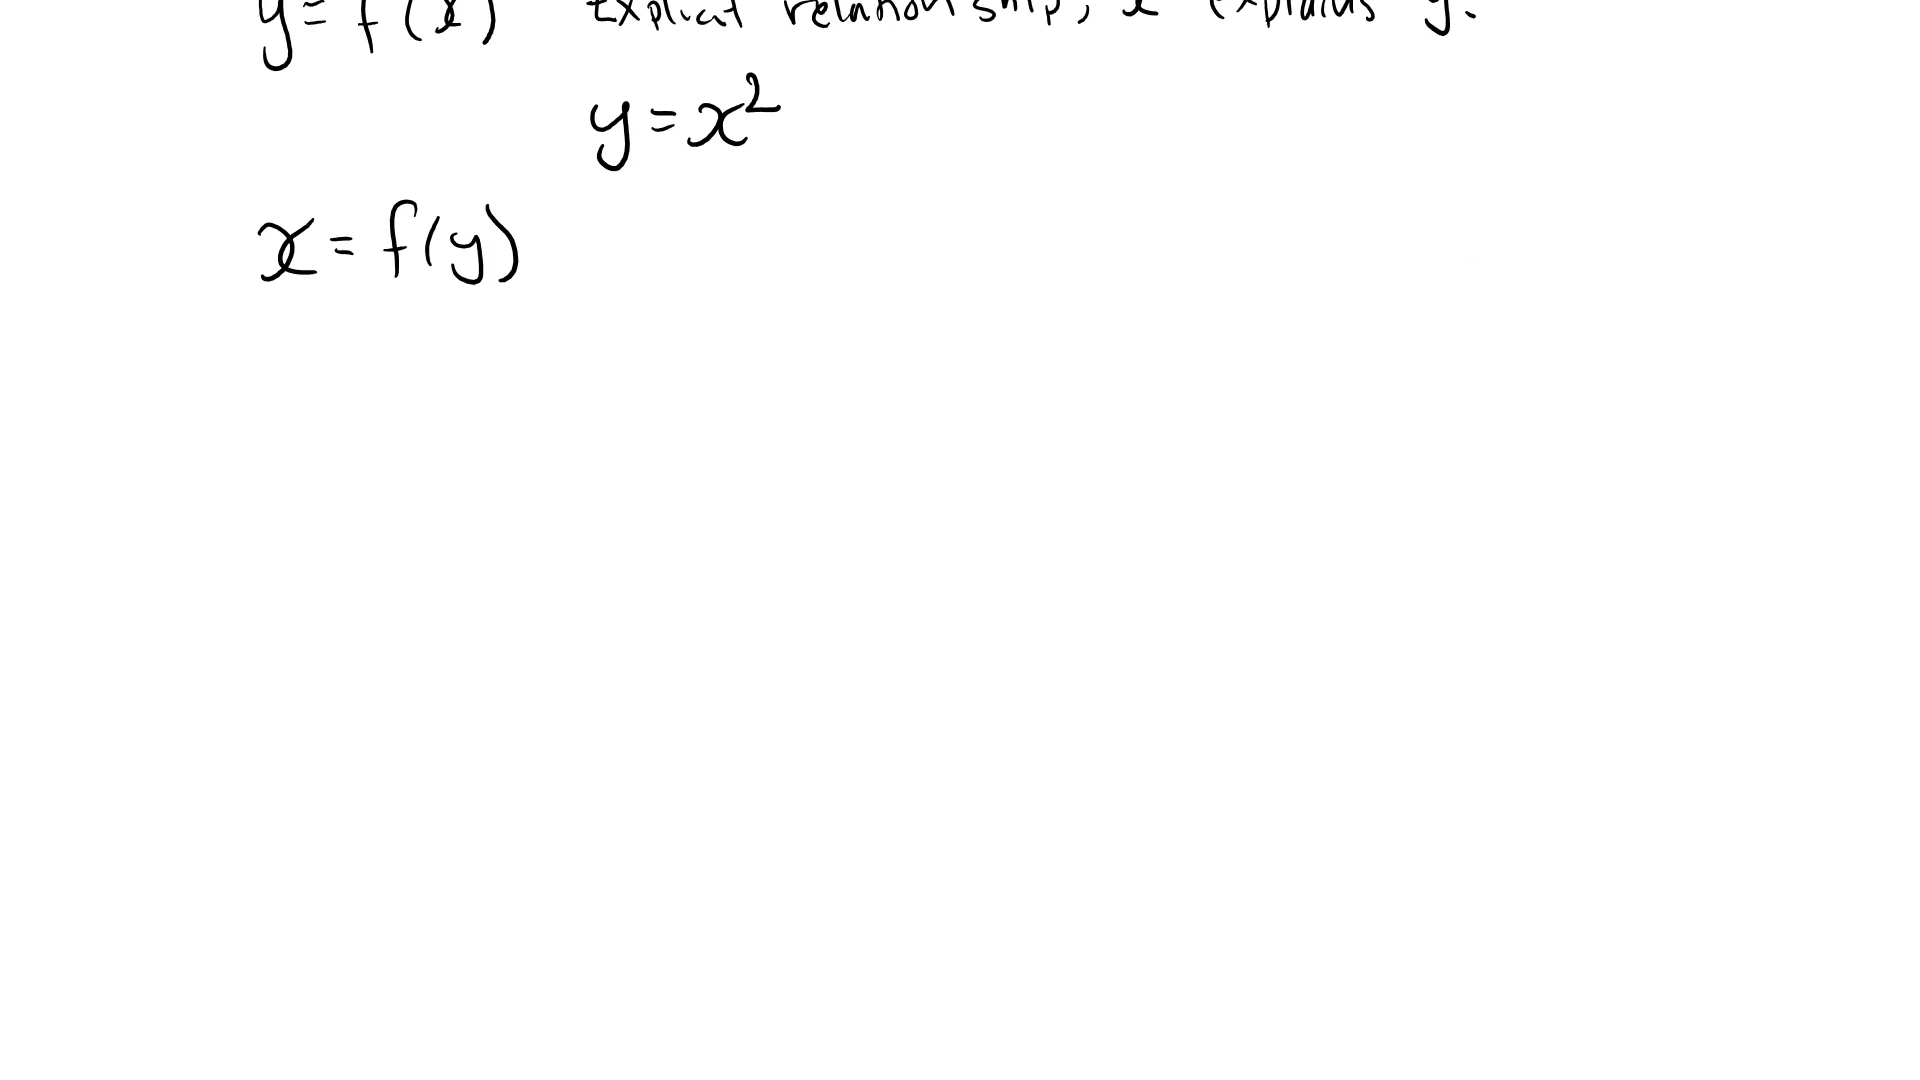 y = f(x) Explicit relationship, x explains y.
y = x²
x = f(y)